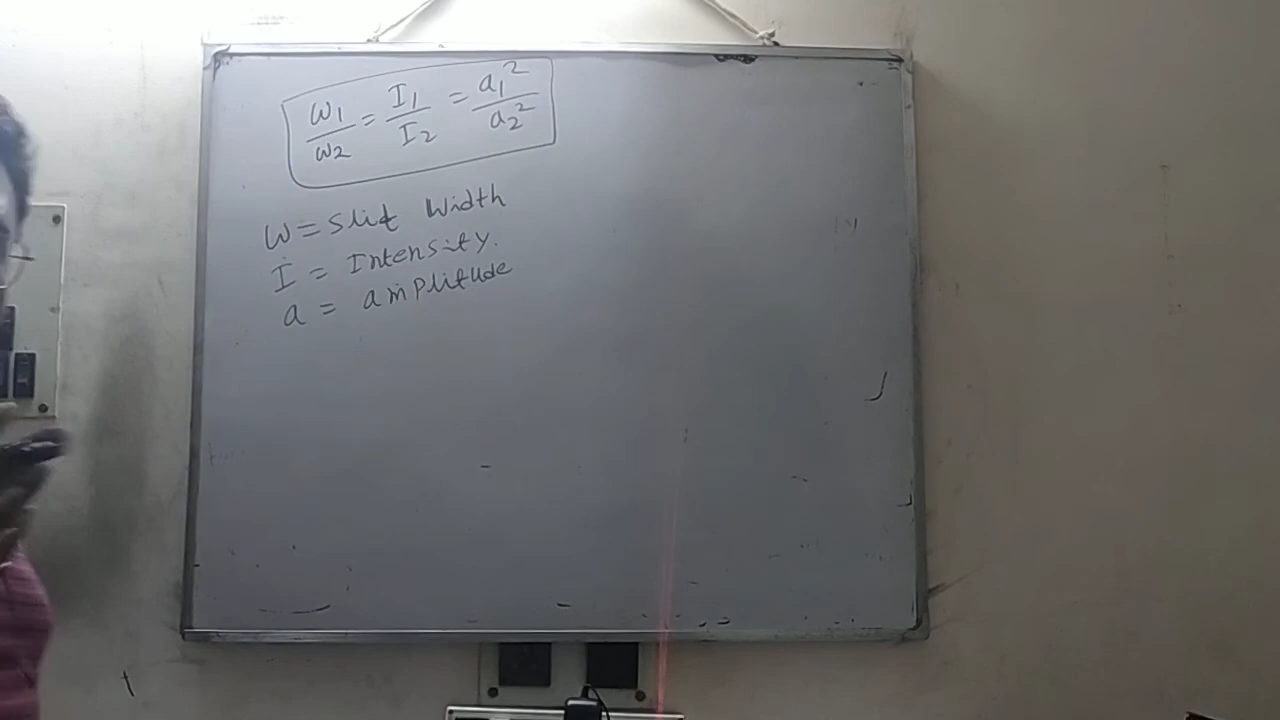 ω1/ω2 = I1/I2 = a1²/a2²
ω = slit width
I = Intensity.
a = amplitude